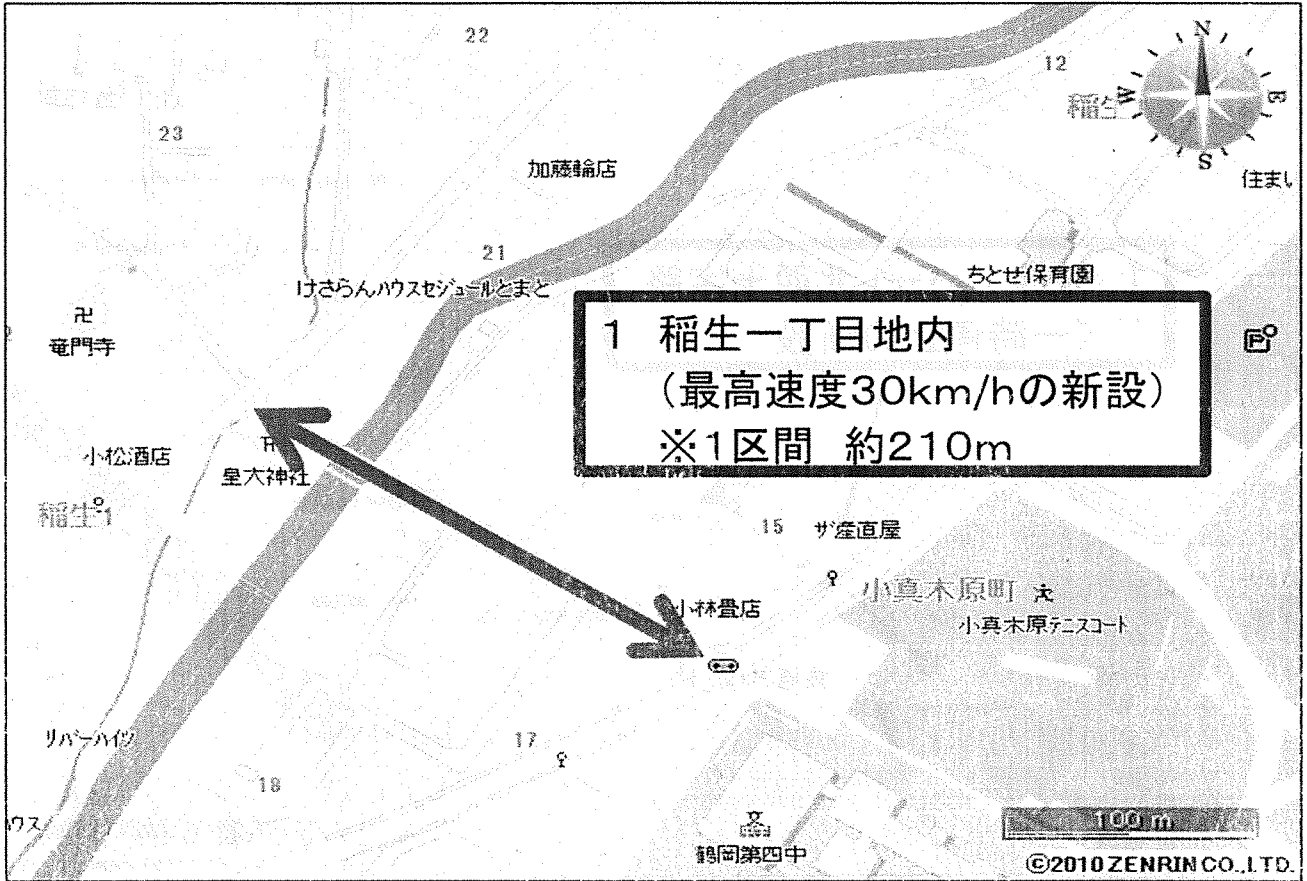 22
N
12
稲生
W
E
23
S
加藤輪店
住まい
21
ちとせ保育園
けさらんハウスセジュールとまと
卍
竜門寺
1 稲生一丁目地内
(最高速度30km/hの新設)
※1区間 約210m
P
小松酒店
皇大神社
稲生1
15
ザ産直屋
小真木原町
小林畳店
小真木原テニスコート
リバーハイツ
17
18
ハウス
文
100m
鶴岡第四中
©2010 ZENRIN CO., LTD.